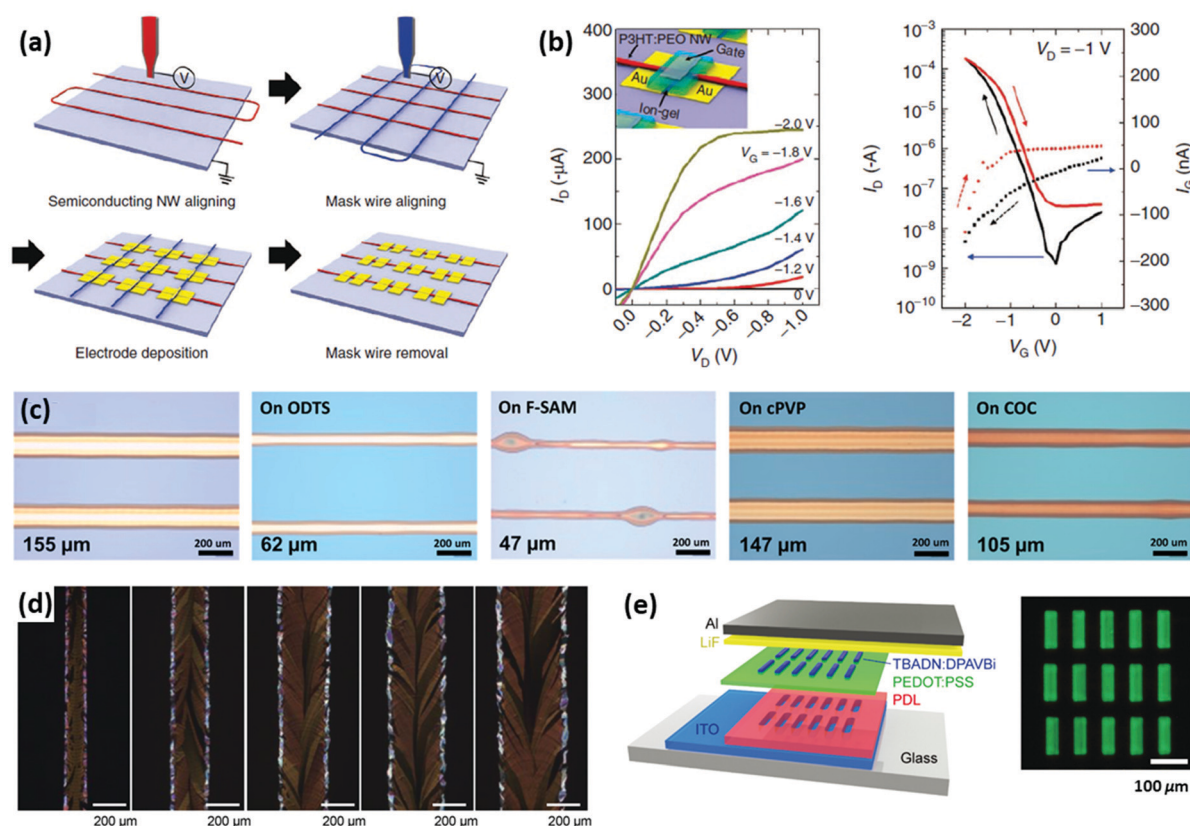 (a)
V
V
Semiconducting NW aligning
Mask wire aligning
Electrode deposition
Mask wire removal
(b)
400
300
200
100
0
I_D (-µA)
P3HT:PEO NW
Gate
Au
Au
Ion-gel
−2.0 V
V_G = −1.8 V
−1.6 V
−1.4 V
−1.2 V
0 V
0.0
−0.2
−0.4
−0.6
−0.8
−1.0
V_D (V)
V_D = −1 V
10⁻³
10⁻⁴
10⁻⁵
10⁻⁶
10⁻⁷
10⁻⁸
10⁻⁹
10⁻¹⁰
I_D (-A)
300
200
100
0
−100
−200
−300
I_G (nA)
−2
−1
0
1
V_G (V)
(c)
155 µm
200 um
On ODTS
62 µm
200 um
On F-SAM
47 µm
200 um
On cPVP
147 µm
200 um
On COC
105 µm
200 um
(d)
200 µm
200 µm
200 µm
200 µm
200 µm
(e)
Al
LiF
TBADN:DPAVBi
PEDOT:PSS
PDL
ITO
Glass
100 µm